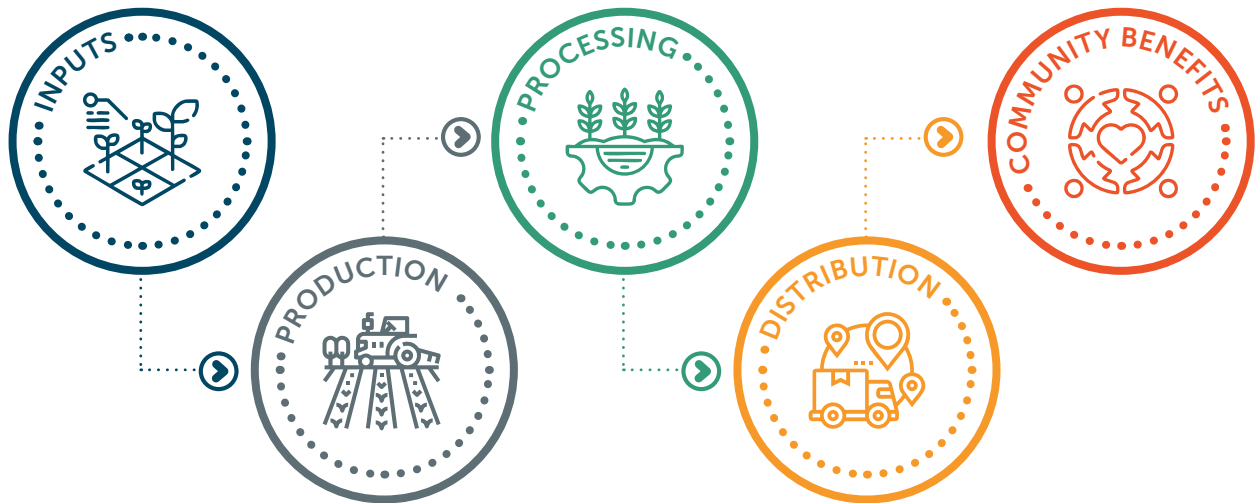 INPUTS
PRODUCTION
PROCESSING
DISTRIBUTION
COMMUNITY BENEFITS